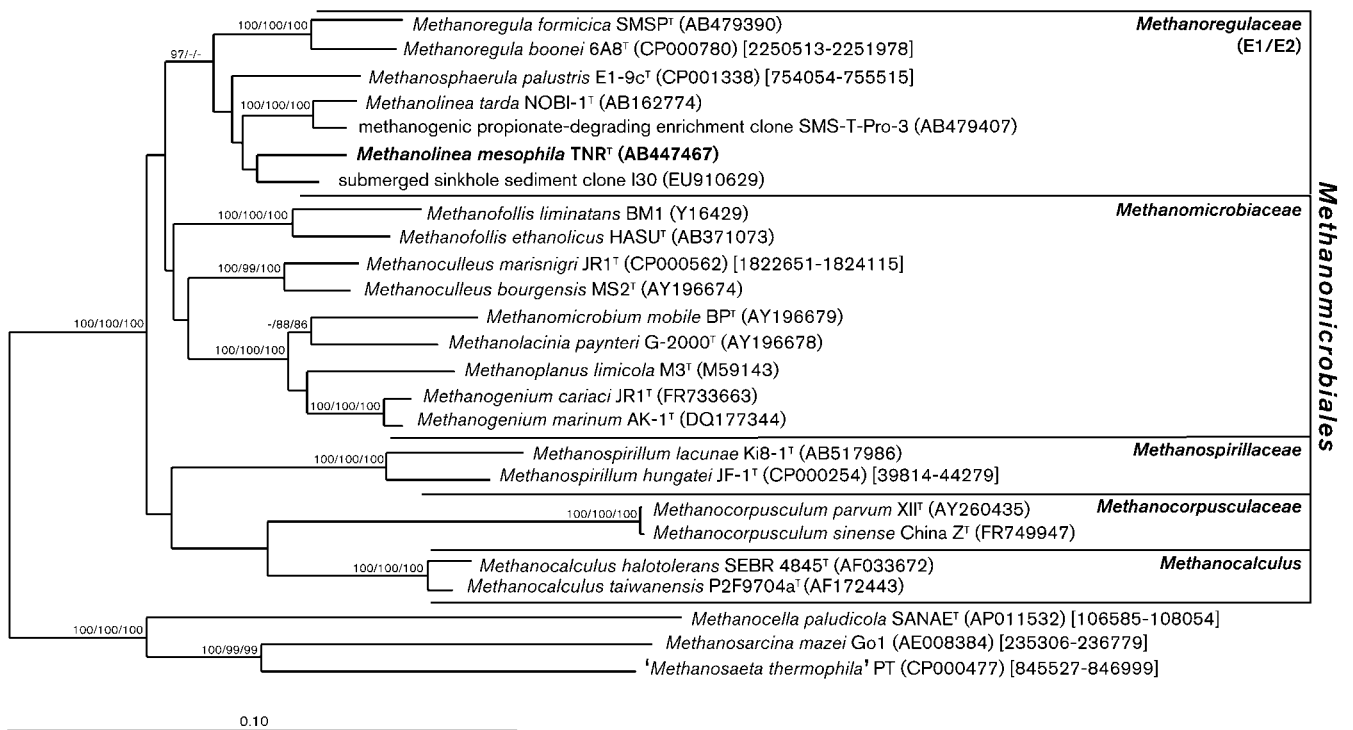 100/100/100
Methanoregula formicica SMSPᵀ (AB479390)
Methanoregulaceae
(E1/E2)
Methanoregula boonei 6A8ᵀ (CP000780) [2250513-2251978]
97/-/-
Methanosphaerula palustris E1-9cᵀ (CP001338) [754054-755515]
100/100/100
Methanolinea tarda NOBI-1ᵀ (AB162774)
methanogenic propionate-degrading enrichment clone SMS-T-Pro-3 (AB479407)
Methanolinea mesophila TNRᵀ (AB447467)
submerged sinkhole sediment clone I30 (EU910629)
Methanomicrobiales
100/100/100
Methanofollis liminatans BM1 (Y16429)
Methanomicrobiaceae
Methanofollis ethanolicus HASUᵀ (AB371073)
100/99/100
Methanoculleus marisnigri JR1ᵀ (CP000562) [1822651-1824115]
Methanoculleus bourgensis MS2ᵀ (AY196674)
100/100/100
-/88/86
Methanomicrobium mobile BPᵀ (AY196679)
100/100/100
Methanolacinia paynteri G-2000ᵀ (AY196678)
Methanoplanus limicola M3ᵀ (M59143)
100/100/100
Methanogenium cariaci JR1ᵀ (FR733663)
Methanogenium marinum AK-1ᵀ (DQ177344)
100/100/100
Methanospirillum lacunae Ki8-1ᵀ (AB517986)
Methanospirillaceae
Methanospirillum hungatei JF-1ᵀ (CP000254) [39814-44279]
100/100/100
Methanocorpusculum parvum XIIᵀ (AY260435)
Methanocorpusculaceae
Methanocorpusculum sinense China Zᵀ (FR749947)
100/100/100
Methanocalculus halotolerans SEBR 4845ᵀ (AF033672)
Methanocalculus
Methanocalculus taiwanensis P2F9704aᵀ (AF172443)
100/100/100
Methanocella paludicola SANAEᵀ (AP011532) [106585-108054]
100/99/99
Methanosarcina mazei Go1 (AE008384) [235306-236779]
'Methanosaeta thermophila' PT (CP000477) [845527-846999]
0.10